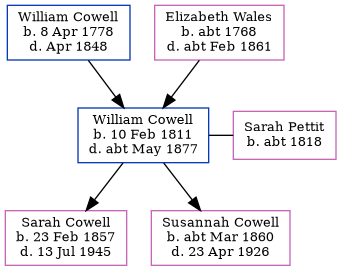 William Cowell
b. 8 Apr 1778
d. Apr 1848
Elizabeth Wales
b. abt 1768
d. abt Feb 1861
William Cowell
b. 10 Feb 1811
d. abt May 1877
Sarah Pettit
b. abt 1818
Sarah Cowell
b. 23 Feb 1857
d. 13 Jul 1945
Susannah Cowell
b. abt Mar 1860
d. 23 Apr 1926